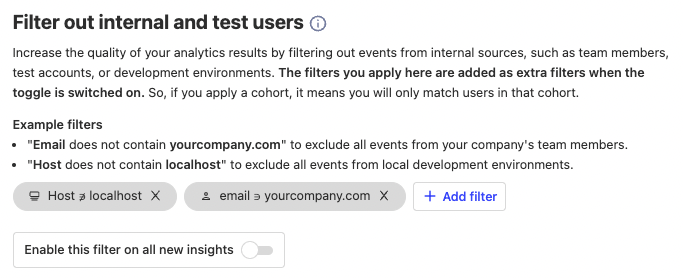 Filter out internal and test users
Increase the quality of your analytics results by filtering out events from internal sources, such as team members,
test accounts, or development environments. The filters you apply here are added as extra filters when the
toggle is switched on. So, if you apply a cohort, it means you will only match users in that cohort.
Example filters
• "Email does not contain yourcompany.com" to exclude all events from your company's team members.
• "Host does not contain localhost" to exclude all events from local development environments.
Host ∌ localhost X email ∋ yourcompany.com X + Add filter
Enable this filter on all new insights